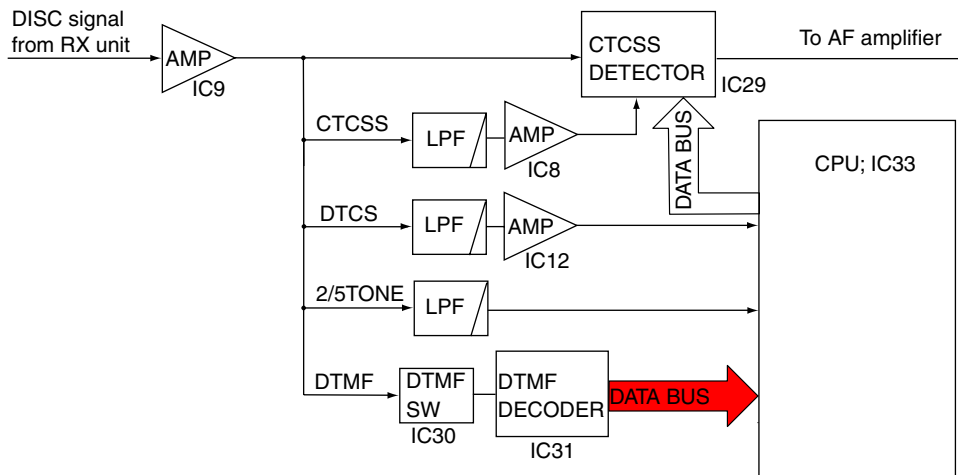 DISC signal
from RX unit
AMP
IC9
CTCSS
DETECTOR
IC29
To AF amplifier
CTCSS
LPF
AMP
IC8
DATA BUS
CPU; IC33
DTCS
LPF
AMP
IC12
2/5TONE
LPF
DTMF
DTMF
SW
IC30
DTMF
DECODER
IC31
DATA BUS